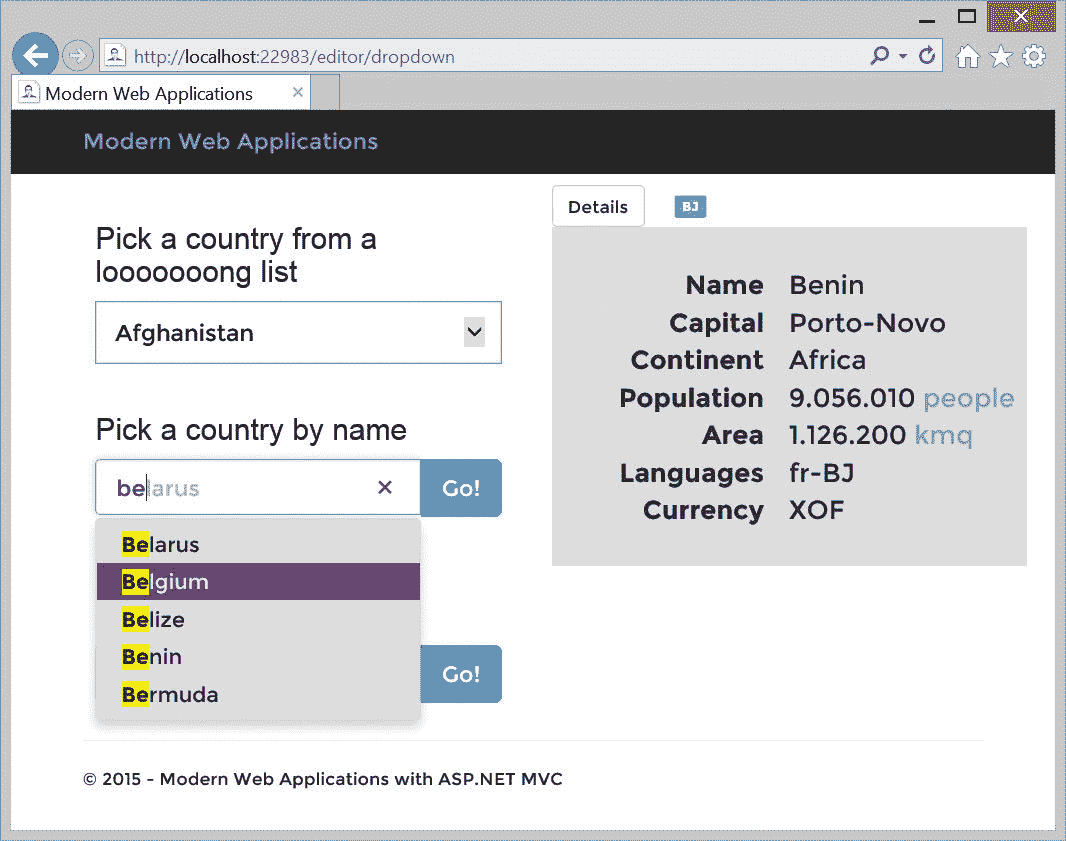 http://localhost:22983/editor/dropdown
Modern Web Applications
Modern Web Applications
Pick a country from a
looooooong list
Afghanistan
Pick a country by name
belarus
Go!
Belarus
Belgium
Belize
Benin
Bermuda
Go!
Details
BJ
Name Benin
Capital Porto-Novo
Continent Africa
Population 9.056.010 people
Area 1.126.200 kmq
Languages fr-BJ
Currency XOF
© 2015 - Modern Web Applications with ASP.NET MVC